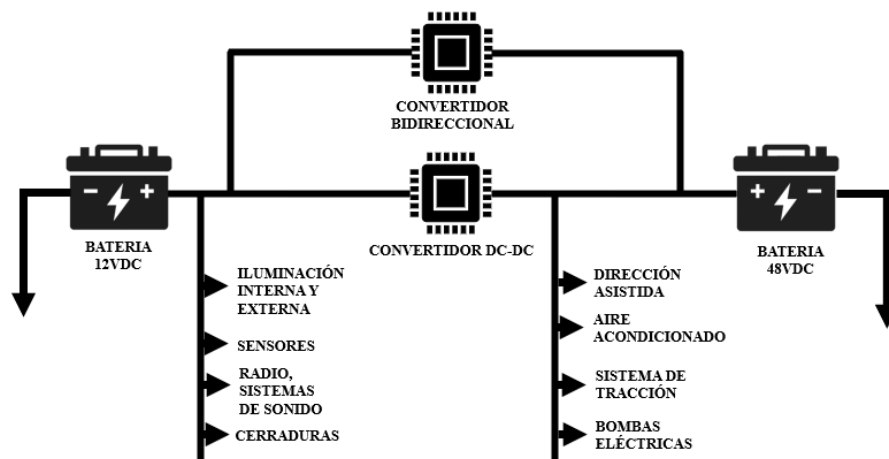 CONVERTIDOR
BIDIRECCIONAL
BATERIA
12VDC
CONVERTIDOR DC-DC
BATERIA
48VDC
ILUMINACIÓN
INTERNA Y
EXTERNA
SENSORES
RADIO,
SISTEMAS
DE SONIDO
CERRADURAS
DIRECCIÓN
ASISTIDA
AIRE
ACONDICIONADO
SISTEMA DE
TRACCIÓN
BOMBAS
ELÉCTRICAS